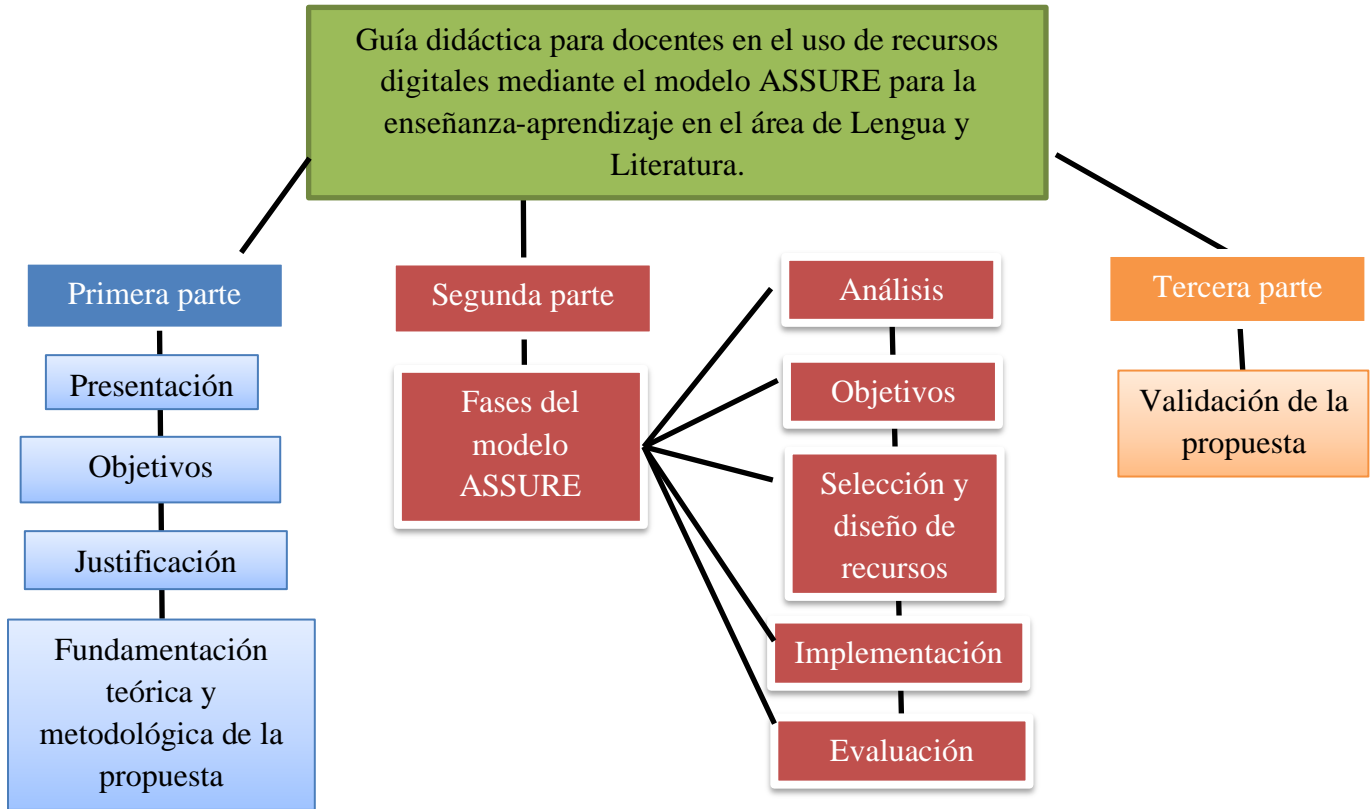 Guía didáctica para docentes en el uso de recursos
digitales mediante el modelo ASSURE para la
enseñanza-aprendizaje en el área de Lengua y
Literatura.
Primera parte
Presentación
Objetivos
Justificación
Fundamentación
teórica y
metodológica de la
propuesta
Segunda parte
Fases del
modelo
ASSURE
Análisis
Objetivos
Selección y
diseño de
recursos
Implementación
Evaluación
Tercera parte
Validación de la
propuesta